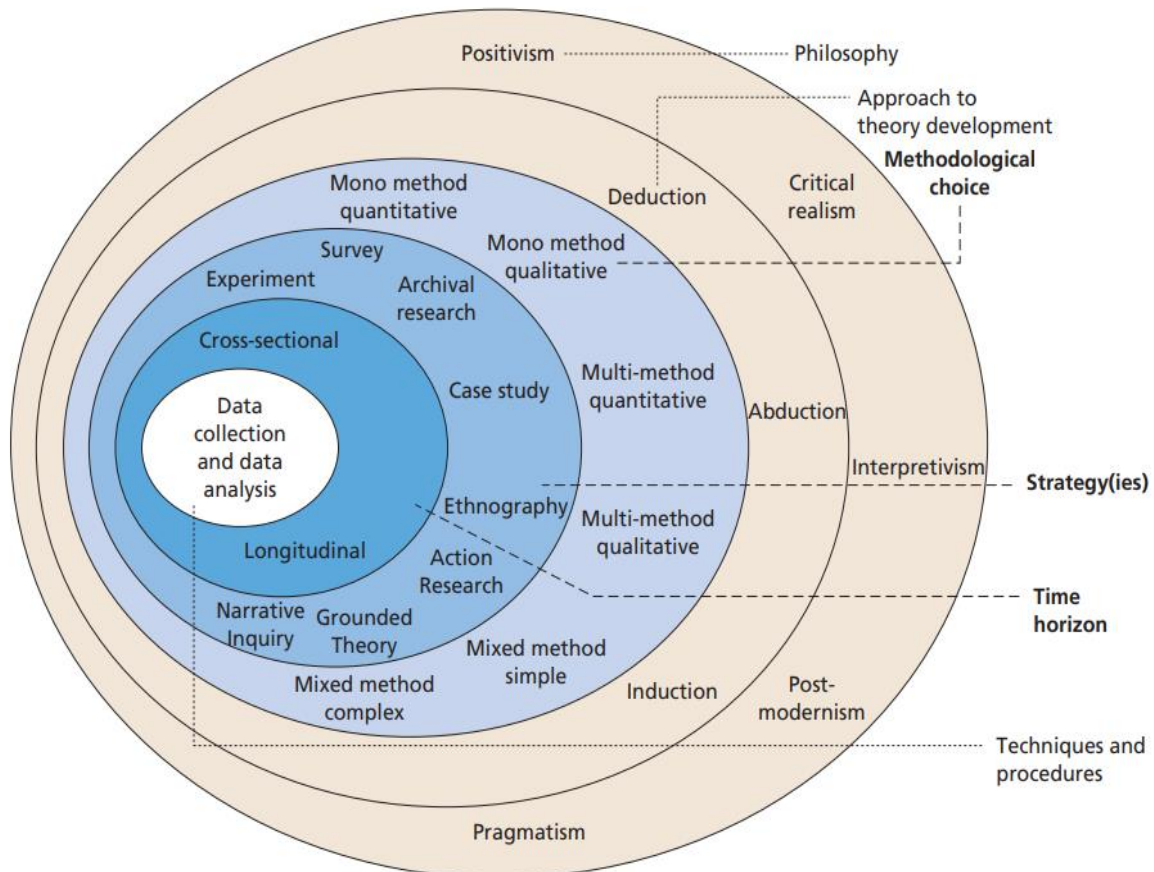 Positivism
Philosophy
Approach to
theory development
Methodological
choice
Critical
realism
Deduction
Mono method
quantitative
Mono method
qualitative
Survey
Experiment
Archival
research
Cross-sectional
Case study
Multi-method
quantitative
Abduction
Data
collection
and data
analysis
Interpretivism
Strategy(ies)
Ethnography
Multi-method
qualitative
Longitudinal
Action
Research
Time
horizon
Narrative
Inquiry
Grounded
Theory
Mixed method
simple
Mixed method
complex
Induction
Post-
modernism
Techniques and
procedures
Pragmatism